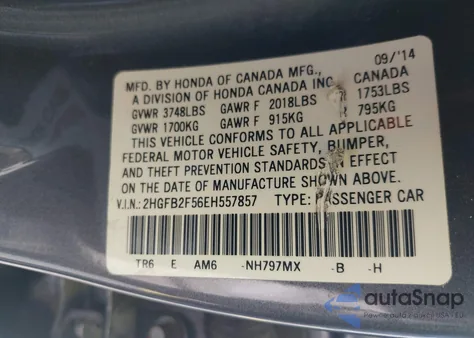 09/'14
MFD. BY HONDA OF CANADA MFG.,
A DIVISION OF HONDA CANADA INC. CANADA
GVWR 3748LBS GAWR F 2018LBS 1753LBS
GVWR 1700KG GAWR F 915KG R 795KG
THIS VEHICLE CONFORMS TO ALL APPLICABLE
FEDERAL MOTOR VEHICLE SAFETY, BUMPER,
AND THEFT PREVENTION STANDARDS IN EFFECT
ON THE DATE OF MANUFACTURE SHOWN ABOVE.
V.I.N.: 2HGFB2F56EH557857 TYPE: PASSENGER CAR
TR6 E AM6 -NH797MX -B -H
autoSnap